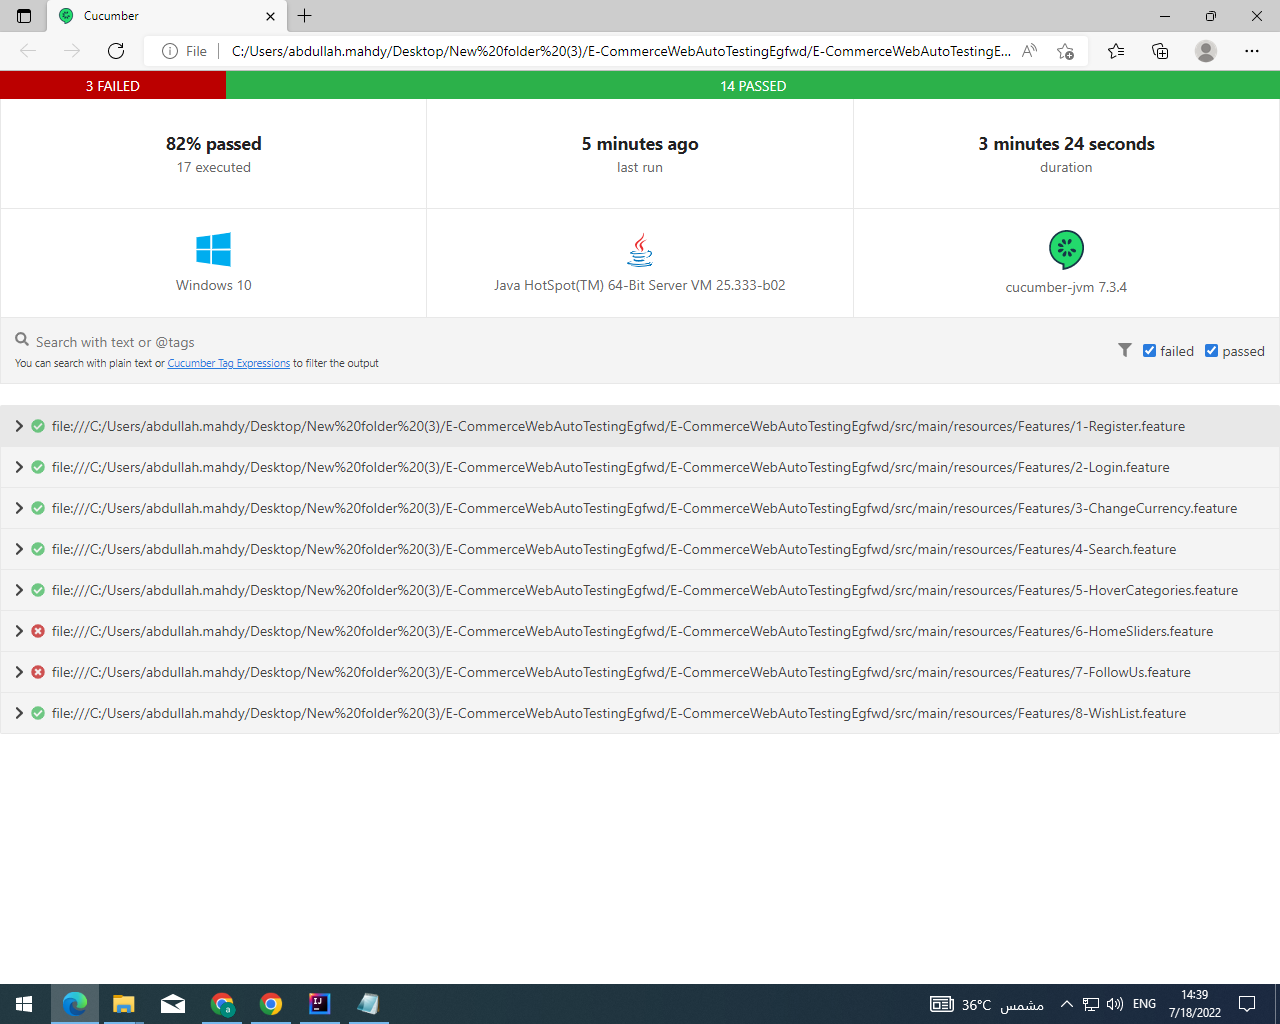 Cucumber
File
C:/Users/abdullah.mahdy/Desktop/New%20folder%20(3)/E-CommerceWebAutoTestingEgfwd/E-CommerceWebAutoTestingE...
3 FAILED
14 PASSED
82% passed
17 executed
5 minutes ago
last run
3 minutes 24 seconds
duration
Windows 10
Java HotSpot(TM) 64-Bit Server VM 25.333-b02
cucumber-jvm 7.3.4
Search with text or @tags
You can search with plain text or Cucumber Tag Expressions to filter the output
failed
passed
file:///C:/Users/abdullah.mahdy/Desktop/New%20folder%20(3)/E-CommerceWebAutoTestingEgfwd/E-CommerceWebAutoTestingEgfwd/src/main/resources/Features/1-Register.feature
file:///C:/Users/abdullah.mahdy/Desktop/New%20folder%20(3)/E-CommerceWebAutoTestingEgfwd/E-CommerceWebAutoTestingEgfwd/src/main/resources/Features/2-Login.feature
file:///C:/Users/abdullah.mahdy/Desktop/New%20folder%20(3)/E-CommerceWebAutoTestingEgfwd/E-CommerceWebAutoTestingEgfwd/src/main/resources/Features/3-ChangeCurrency.feature
file:///C:/Users/abdullah.mahdy/Desktop/New%20folder%20(3)/E-CommerceWebAutoTestingEgfwd/E-CommerceWebAutoTestingEgfwd/src/main/resources/Features/4-Search.feature
file:///C:/Users/abdullah.mahdy/Desktop/New%20folder%20(3)/E-CommerceWebAutoTestingEgfwd/E-CommerceWebAutoTestingEgfwd/src/main/resources/Features/5-HoverCategories.feature
file:///C:/Users/abdullah.mahdy/Desktop/New%20folder%20(3)/E-CommerceWebAutoTestingEgfwd/E-CommerceWebAutoTestingEgfwd/src/main/resources/Features/6-HomeSliders.feature
file:///C:/Users/abdullah.mahdy/Desktop/New%20folder%20(3)/E-CommerceWebAutoTestingEgfwd/E-CommerceWebAutoTestingEgfwd/src/main/resources/Features/7-FollowUs.feature
file:///C:/Users/abdullah.mahdy/Desktop/New%20folder%20(3)/E-CommerceWebAutoTestingEgfwd/E-CommerceWebAutoTestingEgfwd/src/main/resources/Features/8-WishList.feature
36°C مشمس
ENG
14:39
7/18/2022